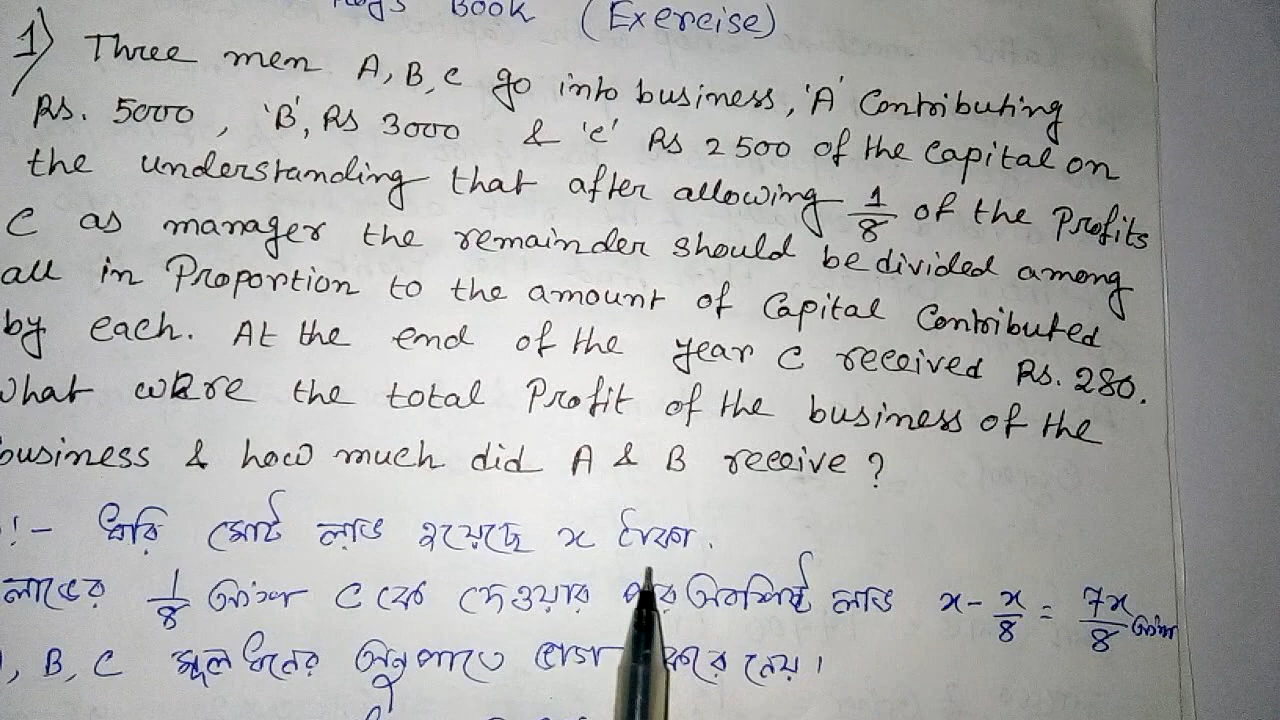 Book (Exercise)
1) Three men A, B, C go into business, 'A' Contributing
Rs. 5000, 'B', Rs 3000 & 'C' Rs 2500 of the Capital on
the understanding that after allowing 1/8 of the Profits
C as manager the remainder should be divided among
all in Proportion to the amount of Capital Contributed
by each. At the end of the year C received Rs. 280.
What were the total Profit of the business of the
business & how much did A & B receive?
:- ধরি মোট লাভ হয়েছে x টাকা.
লাভের 1/8 অংশ C কে দেওয়ার পর অবশিষ্ট লাভ x - x/8 = 7x/8 অংশ
, B, C মূলধনের অনুপাতে ভাগ করে নেয়।